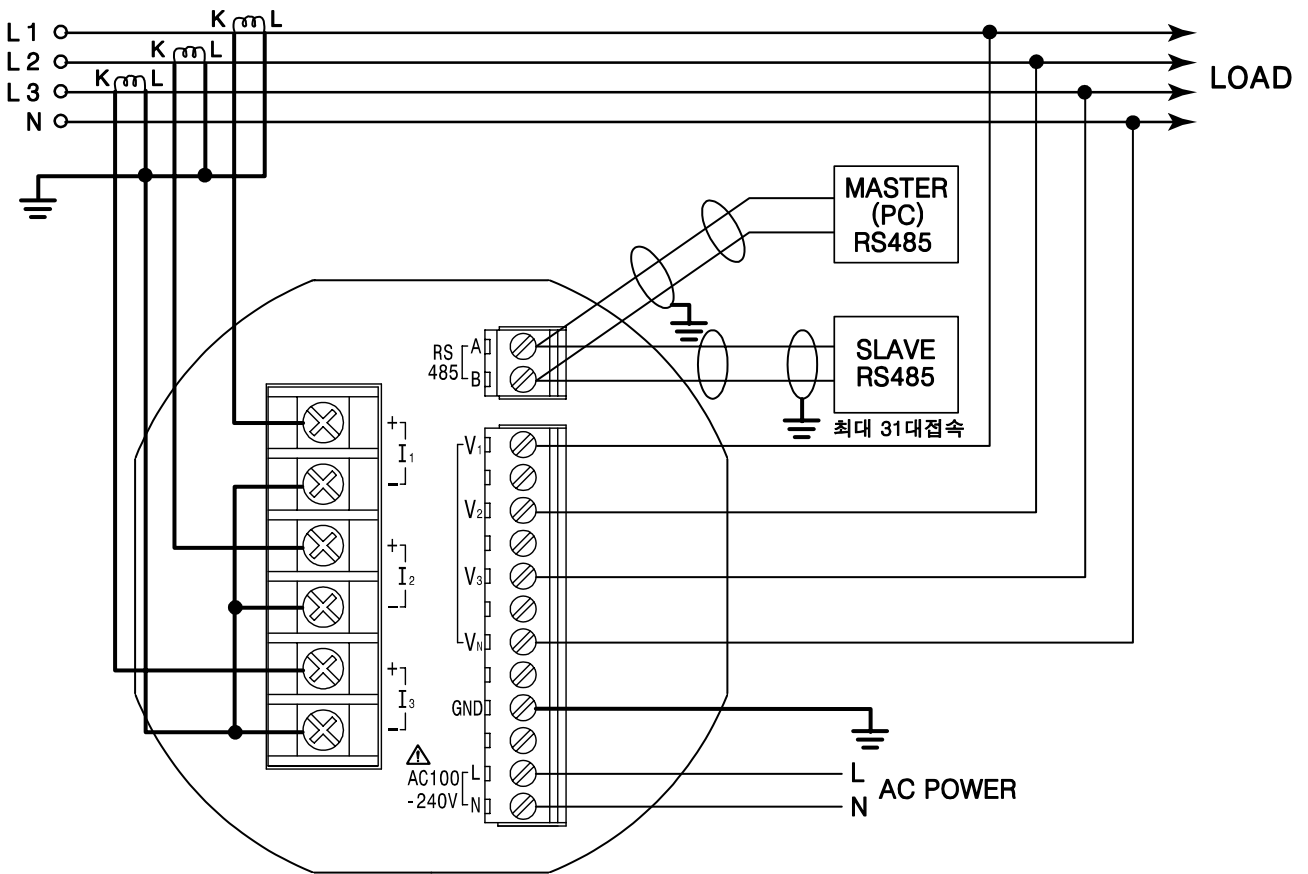 K L
L1
K L
L2
K L
L3
N
LOAD
MASTER
(PC)
RS485
RS
485
A
B
SLAVE
RS485
최대 31대접속
+
I1
-
+
I2
-
+
I3
-
V1
V2
V3
VN
GND
AC100
-240V
L
N
L
N
AC POWER